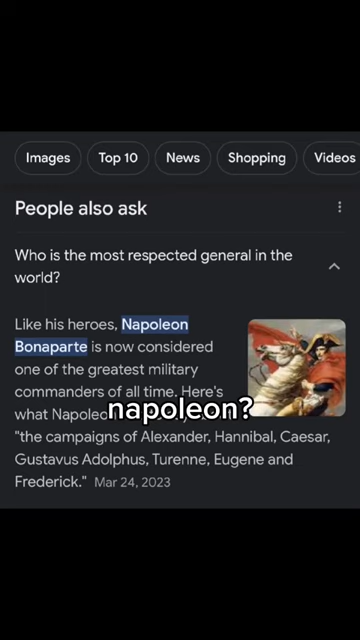 Images
Top 10
News
Shopping
Videos
People also ask
Who is the most respected general in the
world?
Like his heroes, Napoleon
Bonaparte is now considered
one of the greatest military
commanders of all time. Here's
what Napoleon
napoleon?
"the campaigns of Alexander, Hannibal, Caesar,
Gustavus Adolphus, Turenne, Eugene and
Frederick." Mar 24, 2023